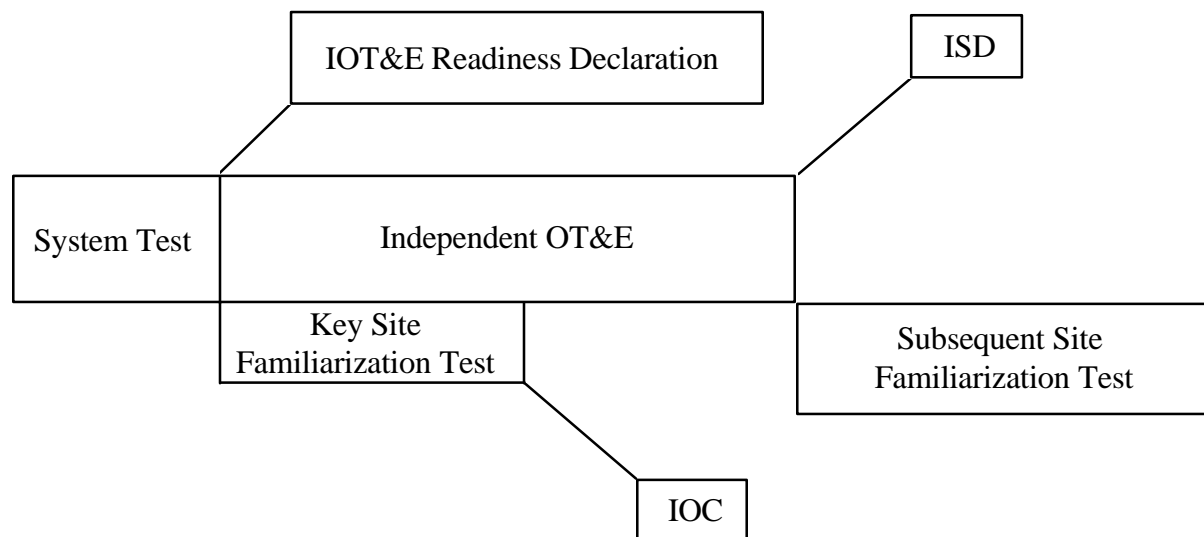 IOT&E Readiness Declaration
ISD
System Test
Independent OT&E
Key Site
Familiarization Test
Subsequent Site
Familiarization Test
IOC